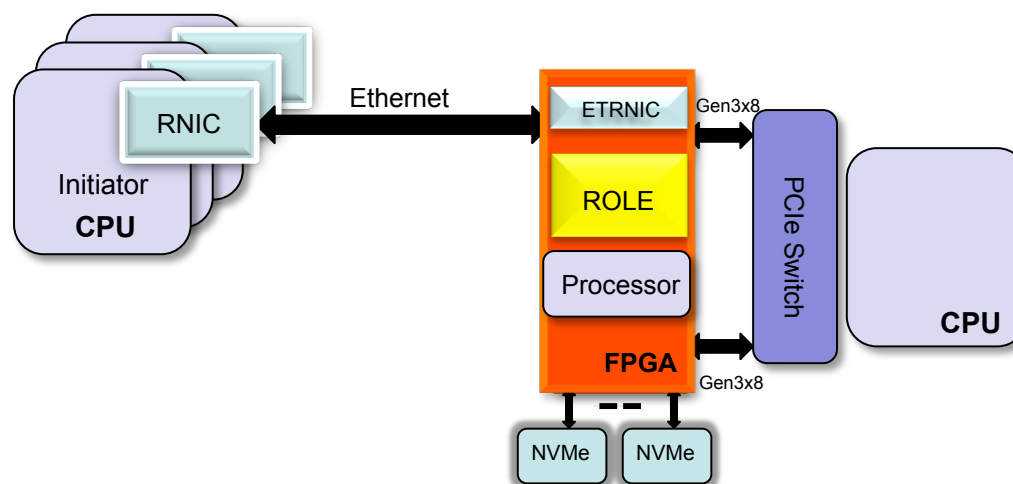 Ethernet
RNIC
Initiator
CPU
ETRNIC
ROLE
Processor
FPGA
Gen3x8
Gen3x8
PCIe Switch
CPU
NVMe
NVMe